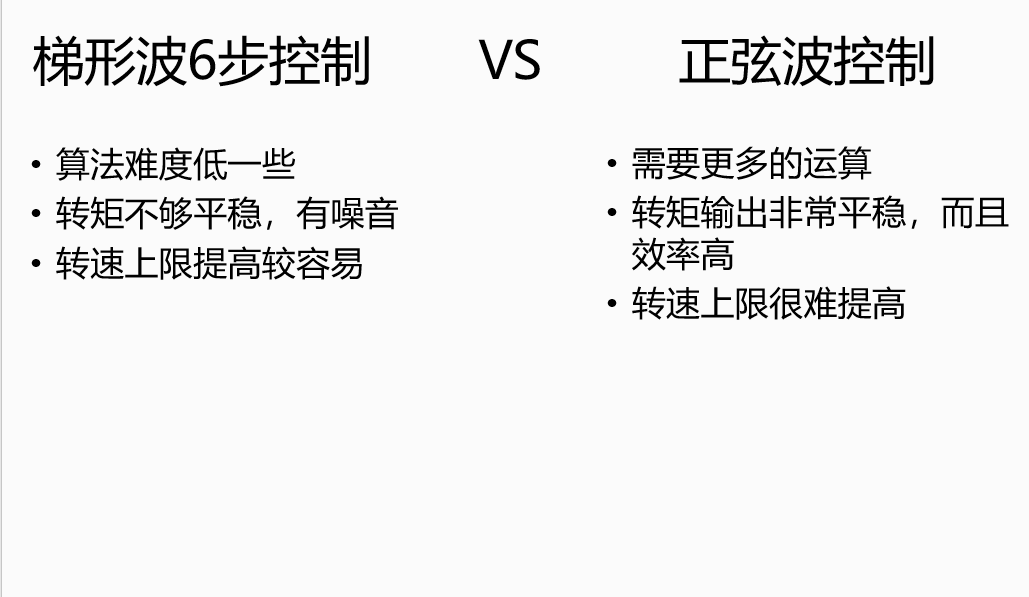 梯形波6步控制 VS 正弦波控制
• 算法难度低一些
• 转矩不够平稳，有噪音
• 转速上限提高较容易
• 需要更多的运算
• 转矩输出非常平稳，而且
效率高
• 转速上限很难提高